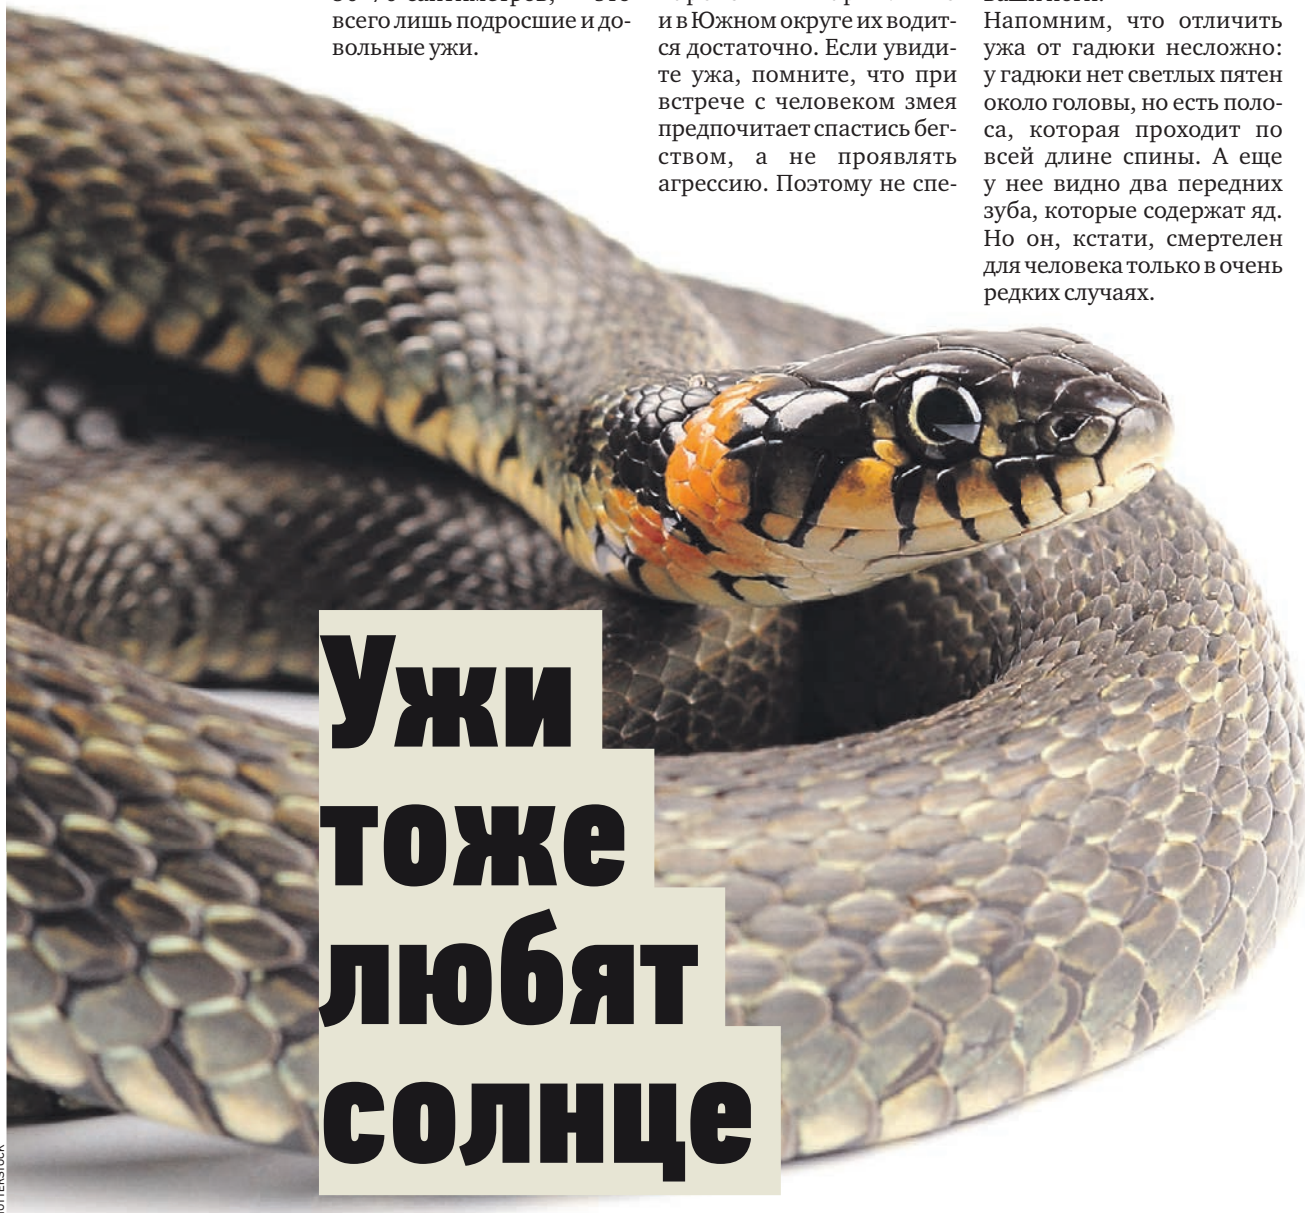 всего лишь подросшие и до-
вольные ужи.
и в Южном округе их водит-
ся достаточно. Если увиди-
те ужа, помните, что при
встрече с человеком змея
предпочитает спастись бег-
ством, а не проявлять
агрессию. Поэтому не спе-
Напомним, что отличить
ужа от гадюки несложно:
у гадюки нет светлых пятен
около головы, но есть поло-
са, которая проходит по
всей длине спины. А еще
у нее видно два передних
зуба, которые содержат яд.
Но он, кстати, смертелен
для человека только в очень
редких случаях.
Ужи
тоже
любят
солнце